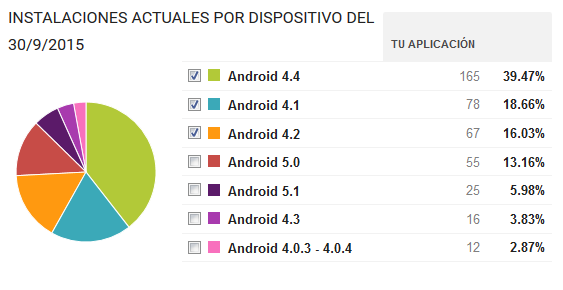 INSTALACIONES ACTUALES POR DISPOSITIVO DEL
30/9/2015
TU APLICACIÓN
Android 4.4 165 39.47%
Android 4.1 78 18.66%
Android 4.2 67 16.03%
Android 5.0 55 13.16%
Android 5.1 25 5.98%
Android 4.3 16 3.83%
Android 4.0.3 - 4.0.4 12 2.87%